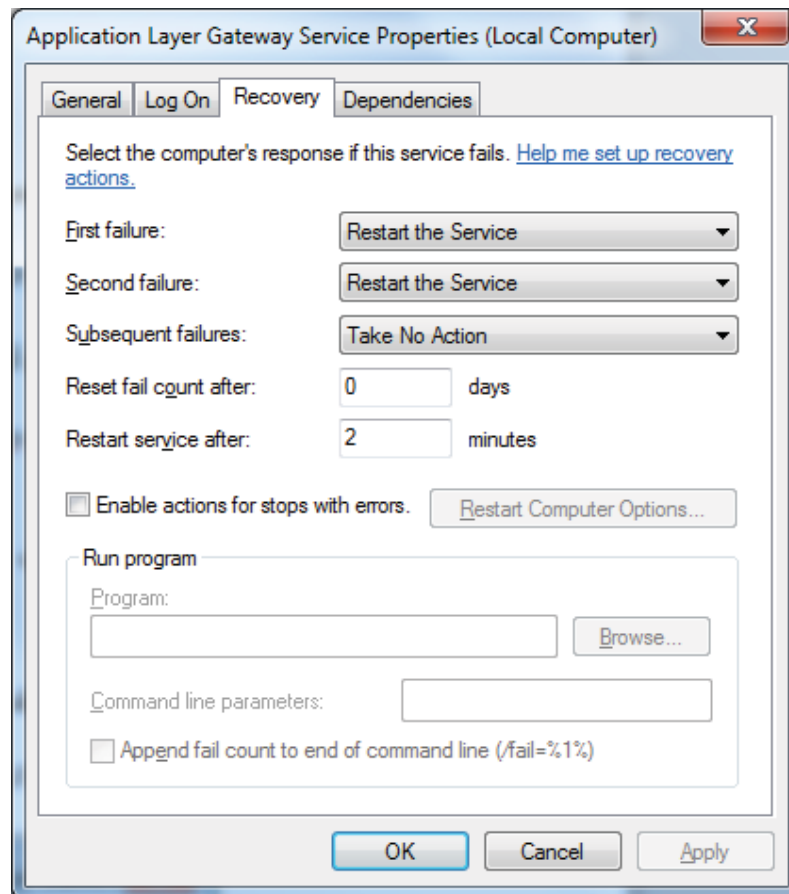 Application Layer Gateway Service Properties (Local Computer)
General Log On Recovery Dependencies
Select the computer's response if this service fails. Help me set up recovery
actions.
First failure: Restart the Service
Second failure: Restart the Service
Subsequent failures: Take No Action
Reset fail count after: 0 days
Restart service after: 2 minutes
Enable actions for stops with errors. Restart Computer Options...
Run program
Program:
Browse...
Command line parameters:
Append fail count to end of command line (/fail=%1%)
OK Cancel Apply